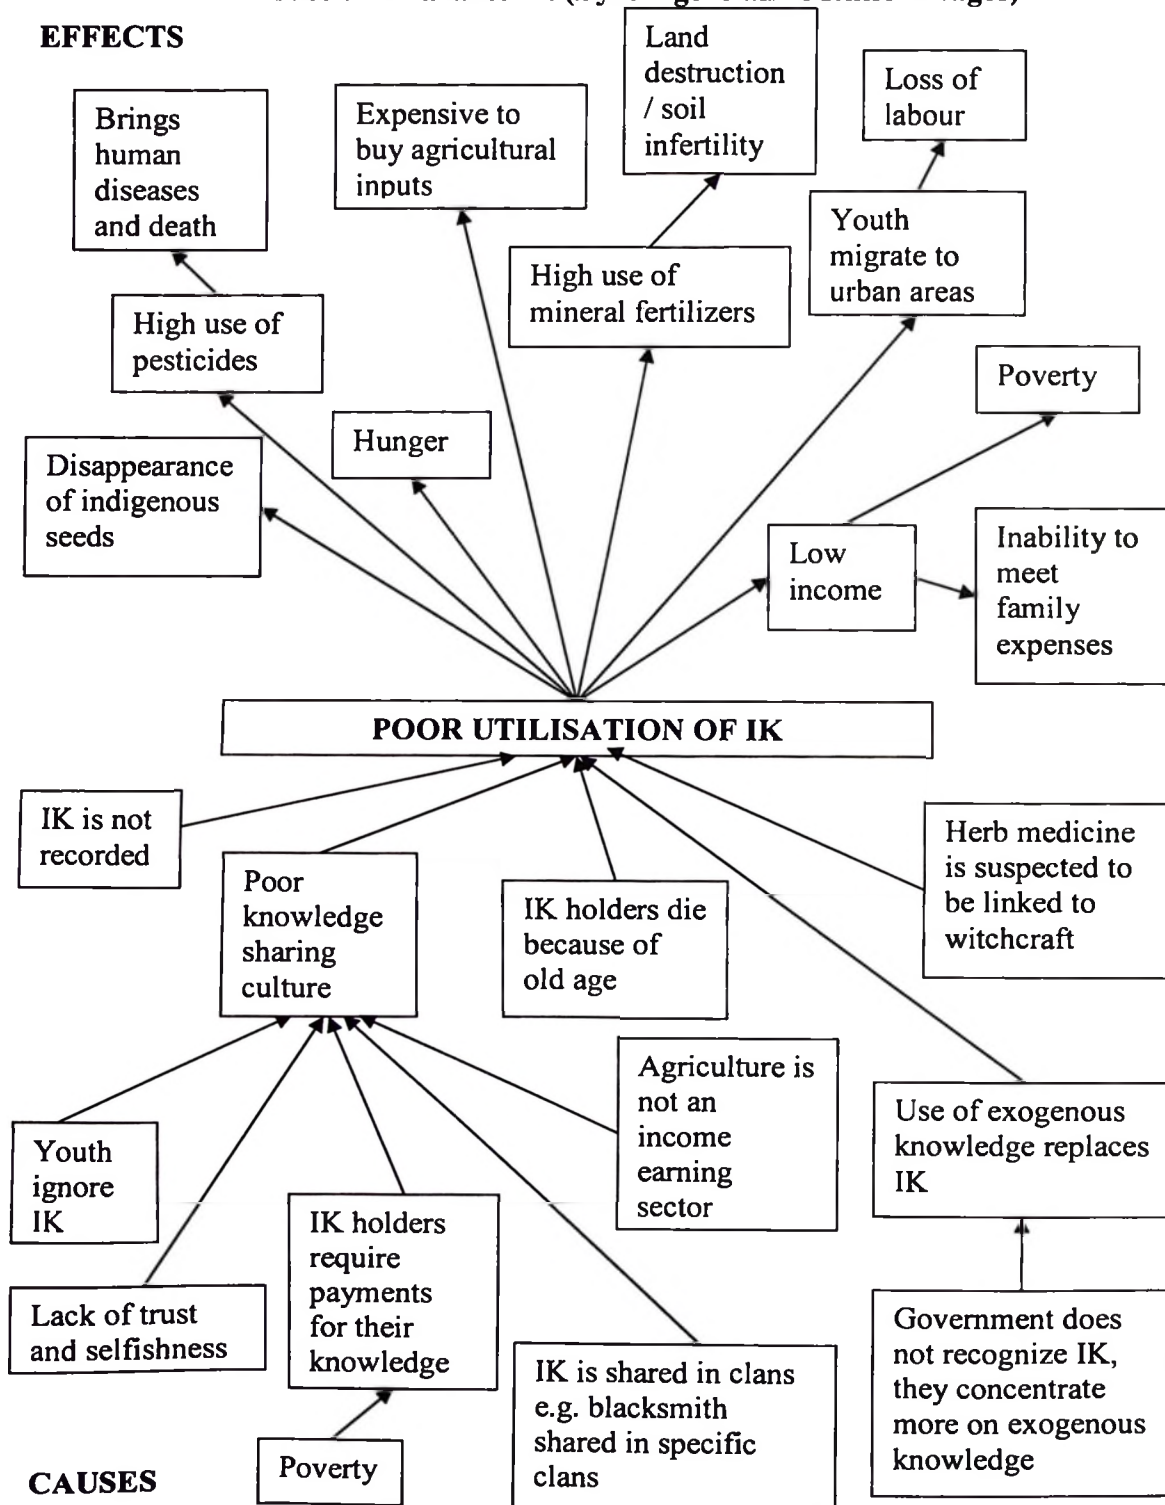 EFFECTS
Land
destruction
/ soil
infertility
Loss of
labour
Brings
human
diseases
and death
Expensive to
buy agricultural
inputs
Youth
migrate to
urban areas
High use of
mineral fertilizers
High use of
pesticides
Poverty
Hunger
Disappearance
of indigenous
seeds
Low
income
Inability to
meet
family
expenses
POOR UTILISATION OF IK
IK is not
recorded
Herb medicine
is suspected to
be linked to
witchcraft
Poor
knowledge
sharing
culture
IK holders die
because of
old age
Agriculture is
not an
income
earning
sector
Use of exogenous
knowledge replaces
IK
Youth
ignore
IK
IK holders
require
payments
for their
knowledge
Lack of trust
and selfishness
IK is shared in clans
e.g. blacksmith
shared in specific
clans
Government does
not recognize IK,
they concentrate
more on exogenous
knowledge
Poverty
CAUSES